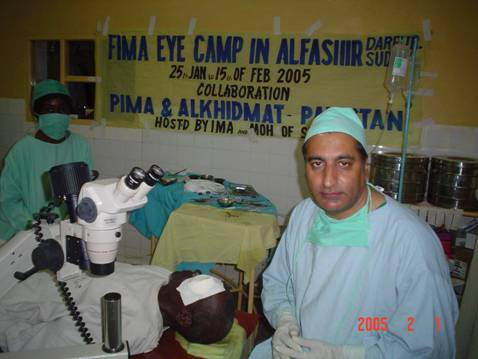 FIMA EYE CAMP IN ALFASHIR DARFUR-
SUD
25TH JAN TO 15TH OF FEB 2005
COLLABORATION
PIMA & ALKHIDMAT - PAKISTAN
HOSTD BY IMA AND MOH OF S
2005 2 1